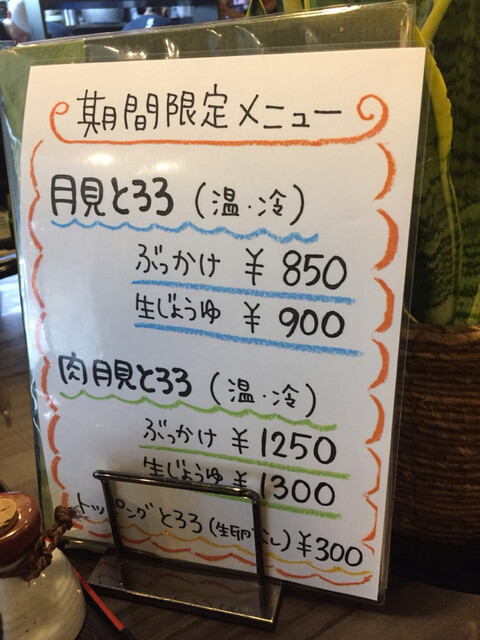 期間限定メニュー
月見とろろ (温・冷)
ぶっかけ ¥ 850
生じょうゆ ¥ 900
肉月見とろろ (温・冷)
ぶっかけ ¥ 1250
生じょうゆ ¥ 1300
トッピング とろろ (生卵なし) ¥300